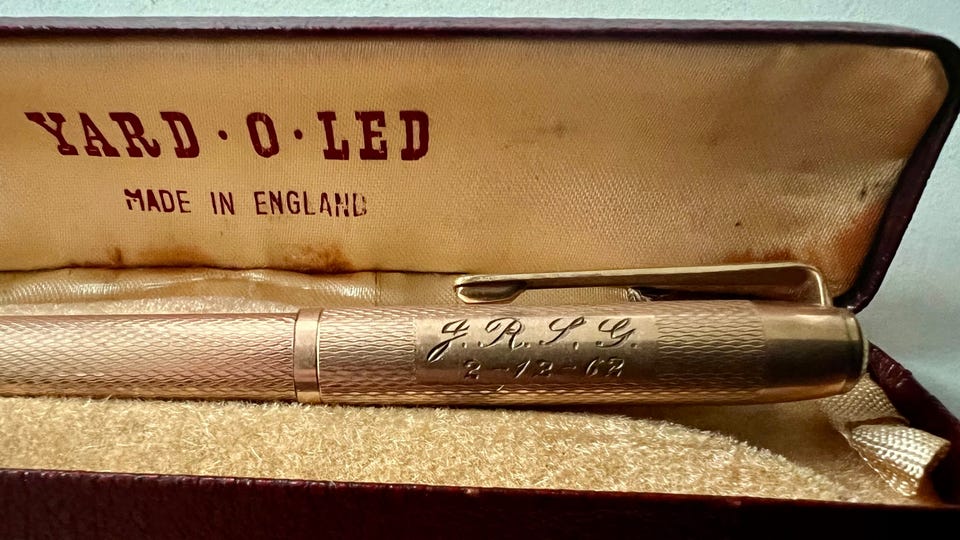 YARD·O·LED
MADE IN ENGLAND
J. R. S. G.
2-12-62